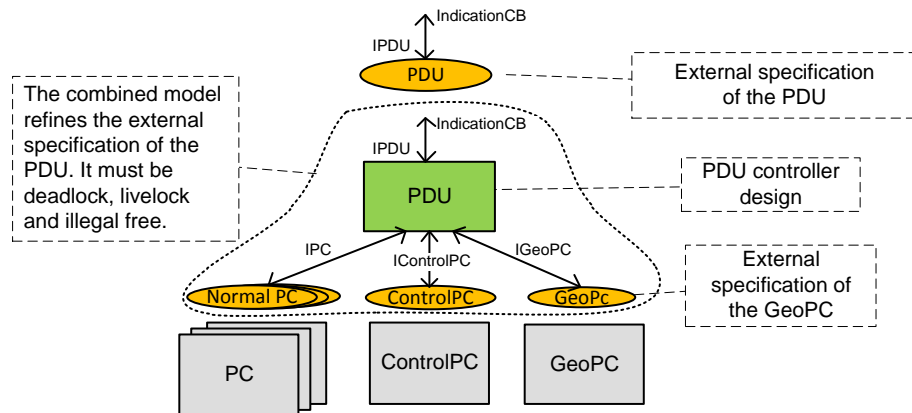 IndicationCB
IPDU
PDU
External specification
of the PDU
The combined model
refines the external
specification of the
PDU. It must be
deadlock, livelock
and illegal free.
IndicationCB
IPDU
PDU
PDU controller
design
IPC
IControlPC
IGeoPC
Normal PC
ControlPC
GeoPc
External
specification of
the GeoPC
PC
ControlPC
GeoPC